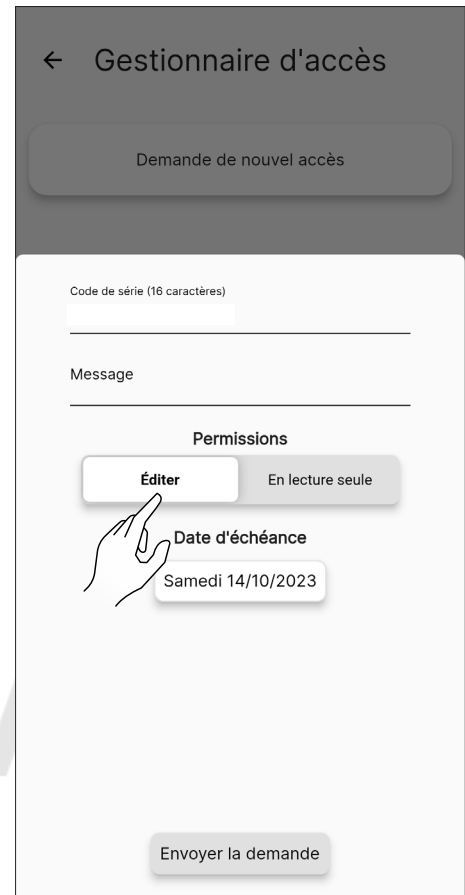 Gestionnaire d'accès
Demande de nouvel accès
Code de série (16 caractères)
Message
Permissions
Éditer
En lecture seule
Date d'échéance
Samedi 14/10/2023
Envoyer la demande